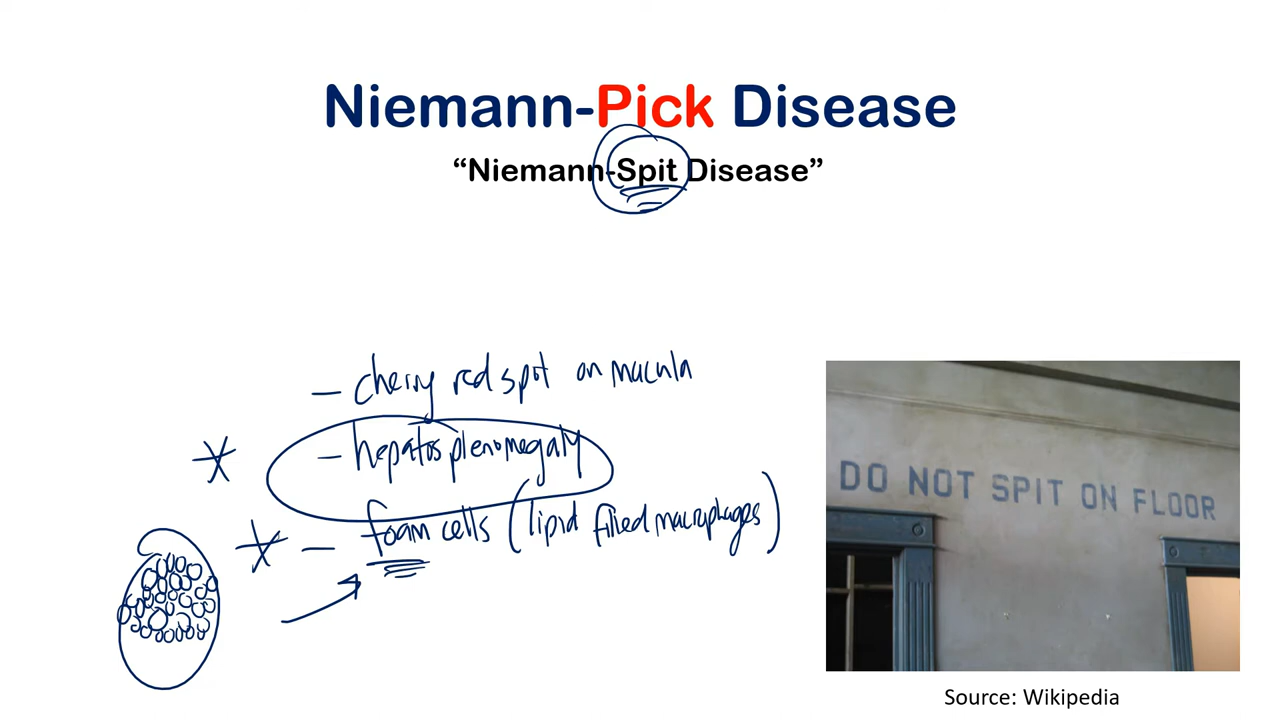 Niemann-Pick Disease
“Niemann-Spit Disease”
– cherry red spot on macula
* – hepatosplenomegaly
* – foam cells (lipid filled macrophages)
DO NOT SPIT ON FLOOR
Source: Wikipedia